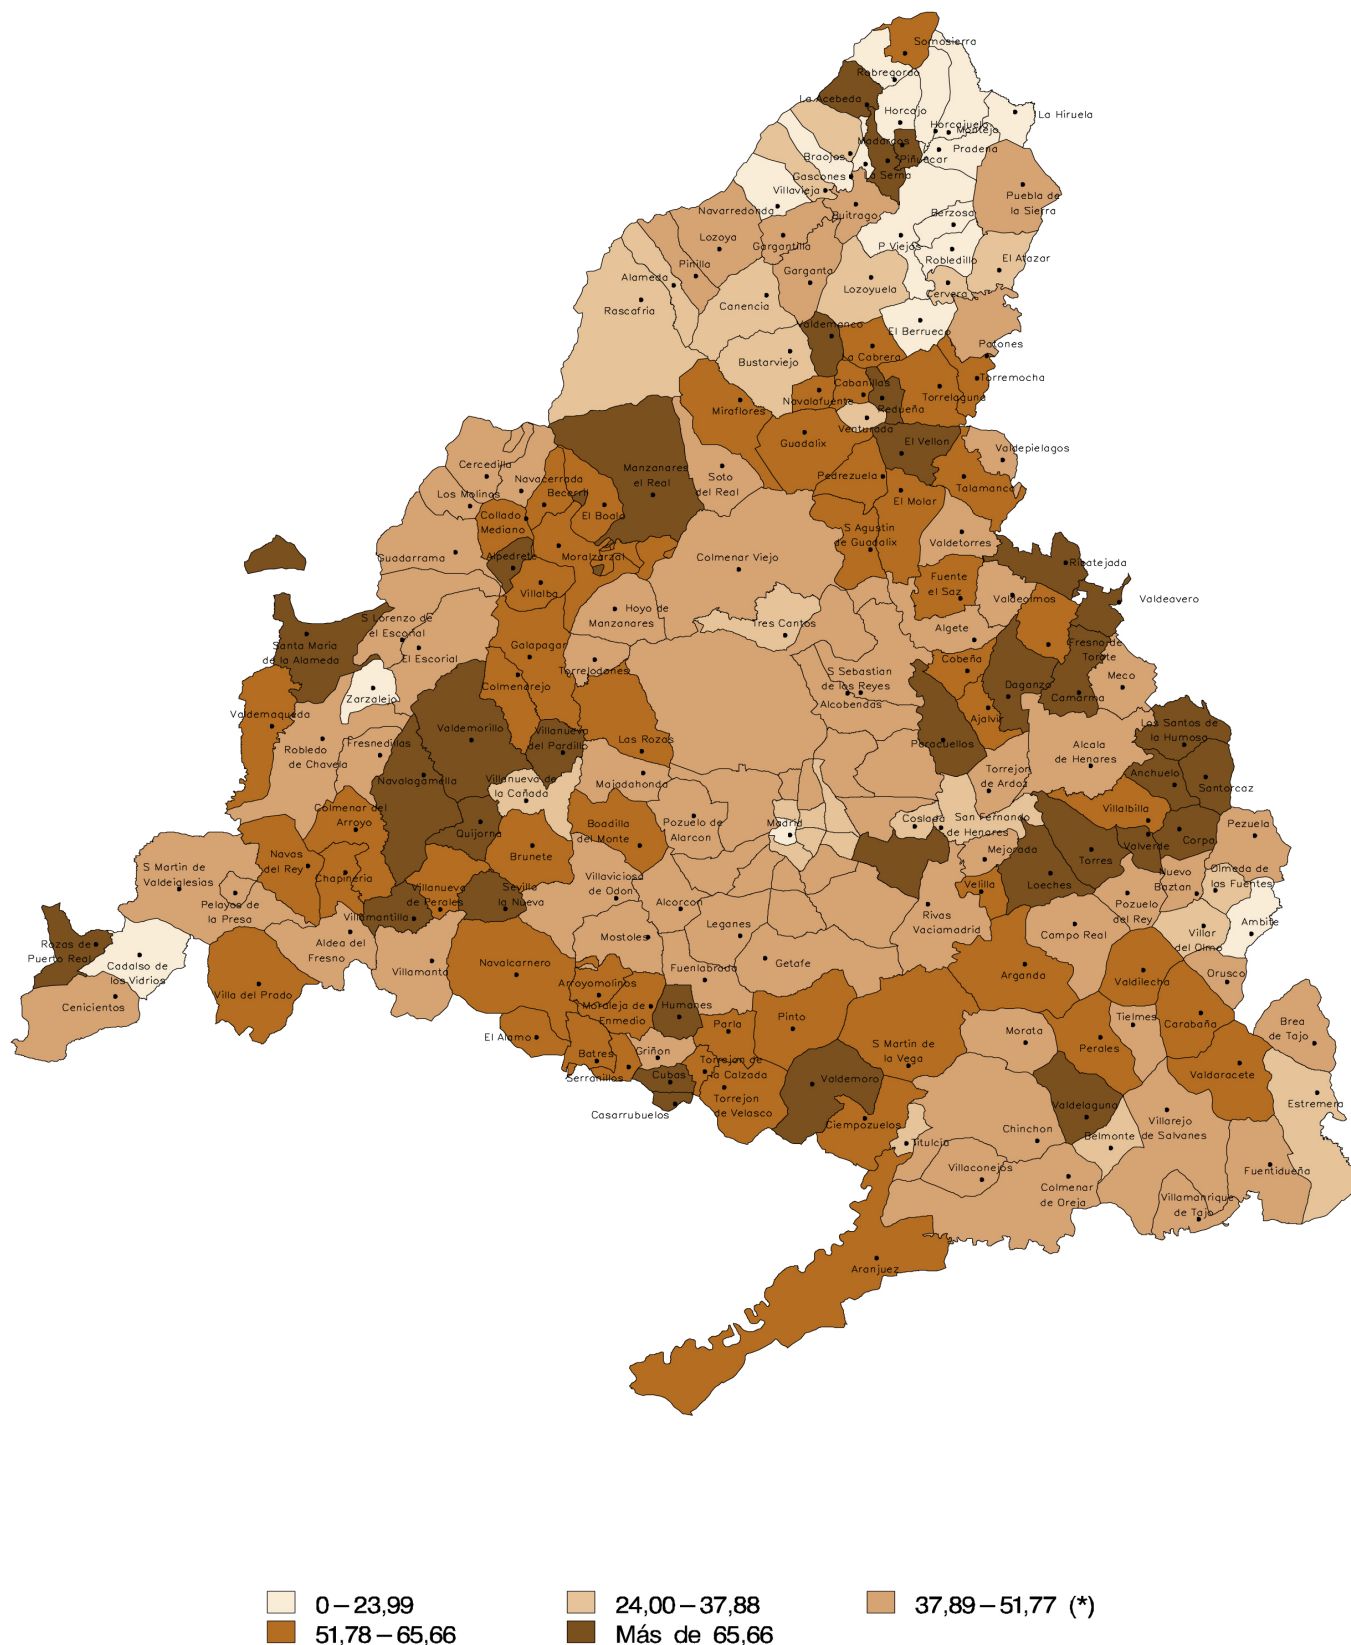 Somosierra
Robregordo
La Acebeda
Horcajo
La Hiruela
Horcajuelo
Montejo
Madarcos
Pradena
Braojos
Piñuecar
Gascones
La Serna
Villavieja
Puebla de
la Sierra
Navarredonda
Buitrago
Berzosa
Lozoya
Gargantilla
P Viejas
Robledillo
El Atazar
Pinilla
Garganta
Alameda
Lozoyuela
Cervera
Rascafria
Canencia
Valdemanco
El Berrueco
Patones
La Cabrera
Bustarviejo
Torremocha
Cabanillas
Torrelaguna
Navalafuente
Redueña
Miraflores
Venturada
Guadalix
El Vellon
Valdepielagos
Cercedilla
Manzanares
el Real
Soto
del Real
Pedrezuela
Navacerrada
Talamanca
Los Molinos
Becerril
El Molar
Collado
Mediano
El Boalo
S Agustin
de Guadalix
Valdetorres
Guadarrama
Alpedrete
Moralzarzal
Colmenar Viejo
Ribatejada
Villalba
Fuente
el Saz
Valdeolmos
Valdeavero
Hoyo de
Manzanares
Tres Cantos
Algete
S Lorenzo de
el Escorial
Santa Maria
de la Alameda
El Escorial
Galapagar
Fresno de
Torote
Torrelodones
Cobeña
S Sebastian
de los Reyes
Meco
Colmenarejo
Zarzalejo
Daganzo
Camarma
Alcobendas
Valdemaqueda
Ajalvir
Los Santos de
la Humosa
Valdemorillo
Villanueva
del Pardillo
Las Rozas
Paracuellos
Robledo
de Chavela
Fresnedillas
Alcala
de Henares
Navalagamella
Villanueva de
la Cañada
Majadahonda
Torrejon
de Ardoz
Anchuelo
Santorcaz
Colmenar del
Arroyo
Villalbilla
Quijorna
Boadilla
del Monte
Pozuelo de
Alarcon
Madrid
Coslada
San Fernando
de Henares
Pezuela
Corpa
Brunete
Mejorada
Torres
Valverde
Navas
del Rey
S Martin de
Valdeiglesias
Chapineria
Villaviciosa
de Odon
Nuevo
Baztan
Olmeda de
las Fuentes
Villanueva
de Perales
Sevilla
la Nueva
Velilla
Loeches
Pelayos de
la Presa
Alcorcon
Pozuelo
del Rey
Villamantilla
Leganes
Rivas
Vaciamadrid
Campo Real
Villar
del Olmo
Ambite
Rozas de
Puerto Real
Aldea del
Fresno
Mostoles
Cadalso de
los Vidrios
Villamanta
Navalcarnero
Fuenlabrada
Getafe
Arganda
Valdilecha
Orusco
Cenicientos
Villa del Prado
Arroyomolinos
Moraleja de
Enmedio
Humanes
Pinto
Carabaña
Tielmes
Brea
de Tajo
Parla
Morata
Perales
El Alamo
Batres
Griñon
S Martin de
la Vega
Torrejon de
la Calzada
Valdaracete
Serranillos
Cubas
Valdemoro
Torrejon
de Velasco
Estremera
Casarrubuelos
Valdelaguna
Villarejo
de Salvanes
Ciempozuelos
Chinchon
Belmonte
Titulcia
Villaconejos
Fuentidueña
Colmenar
de Oreja
Villamanrique
de Tajo
Aranjuez
0 – 23,99
24,00 – 37,88
37,89 – 51,77 (*)
51,78 – 65,66
Más de 65,66